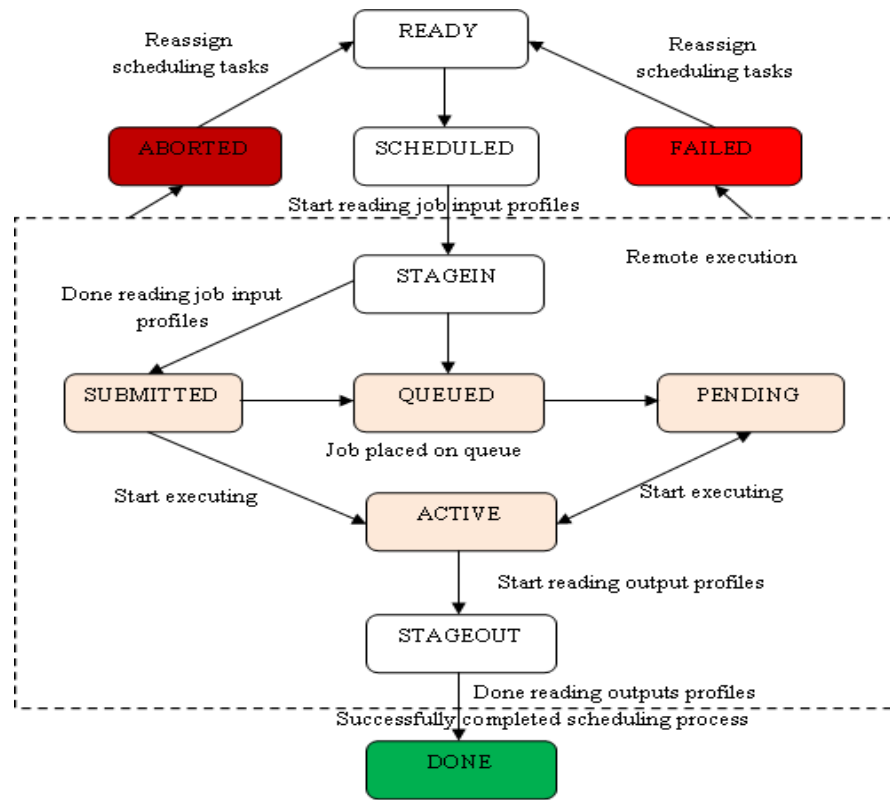 READY
Reassign
scheduling tasks
Reassign
scheduling tasks
ABORTED
SCHEDULED
FAILED
Start reading job input profiles
Remote execution
STAGEIN
Done reading job input
profiles
SUBMITTED
QUEUED
PENDING
Job placed on queue
Start executing
Start executing
ACTIVE
Start reading output profiles
STAGEOUT
Done reading outputs profiles
Successfully completed scheduling process
DONE